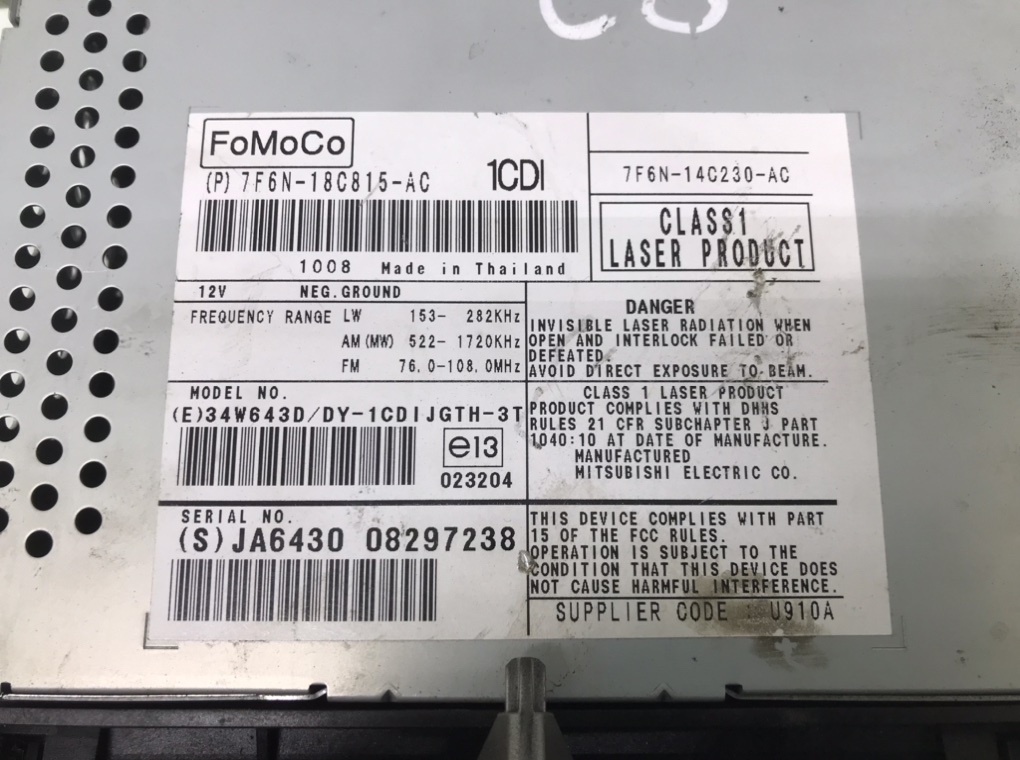 C8
FoMoCo
(P) 7F6N-18C815-AC
1CDI
1008 Made in Thailand
7F6N-14C230-AC
CLASS1
LASER PRODUCT
12V NEG.GROUND
FREQUENCY RANGE LW 153- 282KHz
AM(MW) 522- 1720KHz
FM 76.0-108.0MHz
MODEL NO.
(E)34W643D/DY-1CDIJGTH-3T
e13
023204
SERIAL NO.
(S)JA6430 08297238
DANGER
INVISIBLE LASER RADIATION WHEN
OPEN AND INTERLOCK FAILED OR
DEFEATED
AVOID DIRECT EXPOSURE TO BEAM.
CLASS 1 LASER PRODUCT
PRODUCT COMPLIES WITH DHHS
RULES 21 CFR SUBCHAPTER J PART
1040:10 AT DATE OF MANUFACTURE.
MANUFACTURED
MITSUBISHI ELECTRIC CO.
THIS DEVICE COMPLIES WITH PART
15 OF THE FCC RULES.
OPERATION IS SUBJECT TO THE
CONDITION THAT THIS DEVICE DOES
NOT CAUSE HARMFUL INTERFERENCE.
SUPPLIER CODE : U910A